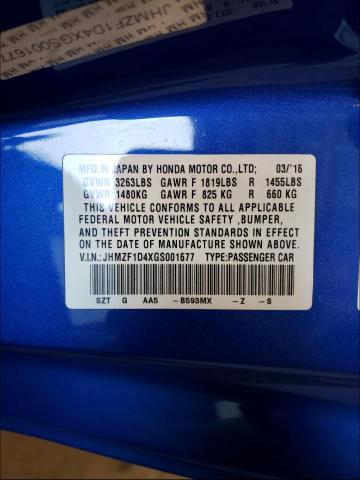 JHMZF1D4XGS001677
MFD.IN JAPAN BY HONDA MOTOR CO.,LTD. 03/'16
GVWR 3263LBS GAWR F 1819LBS R 1455LBS
GVWR 1480KG GAWR F 825 KG R 660 KG
THIS VEHICLE CONFORMS TO ALL APPLICABLE
FEDERAL MOTOR VEHICLE SAFETY ,BUMPER,
AND THEFT PREVENTION STANDARDS IN EFFECT
ON THE DATE OF MANUFACTURE SHOWN ABOVE.
V.I.N.: JHMZF1D4XGS001677 TYPE:PASSENGER CAR
SZT G AA5 -B593MX -Z -S